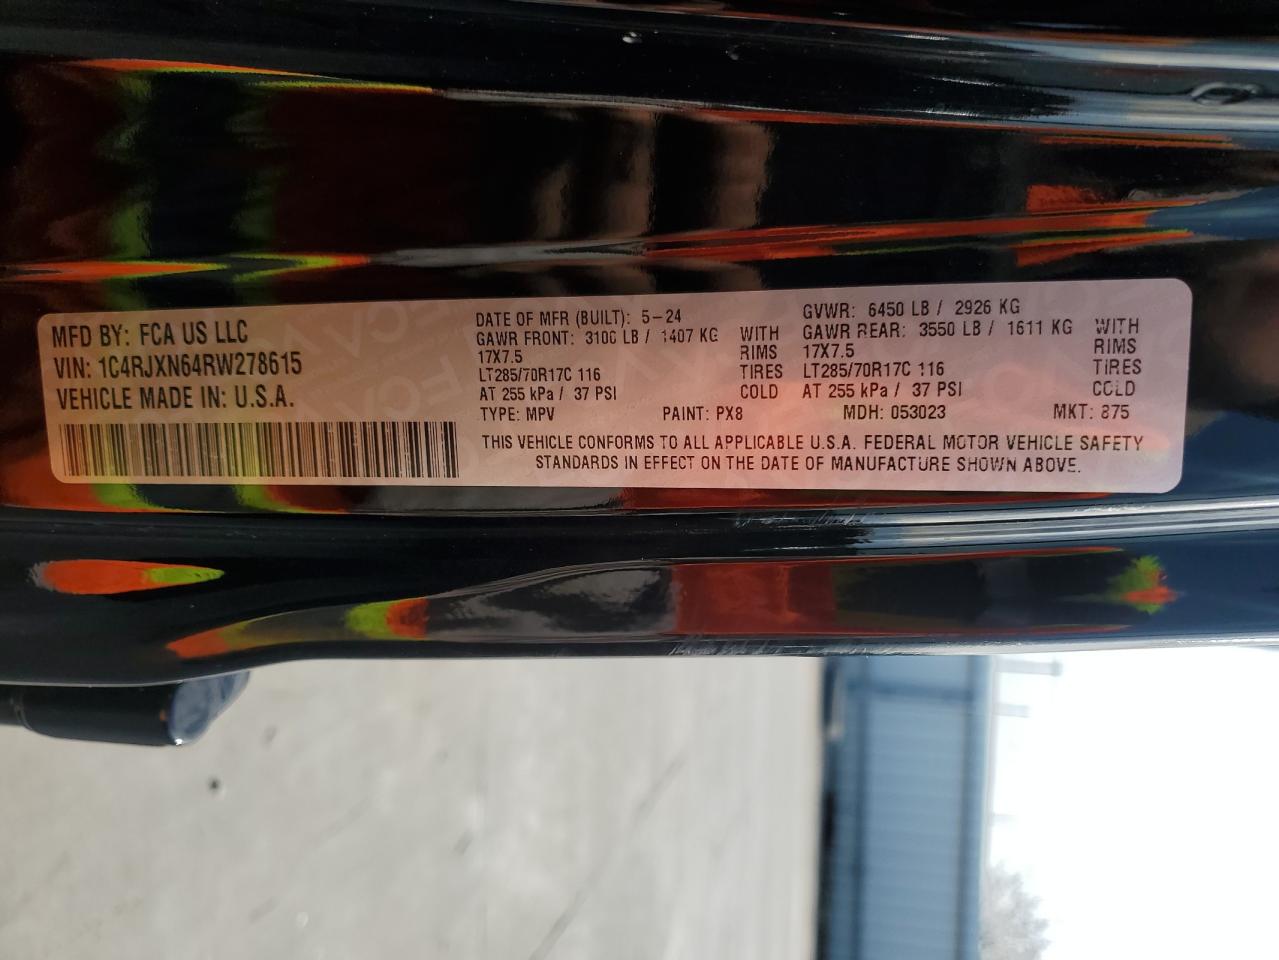 MFD BY: FCA US LLC
VIN: 1C4RJXN64RW278615
VEHICLE MADE IN: U.S.A.
DATE OF MFR (BUILT): 5-24
GAWR FRONT: 3100 LB / 1407 KG WITH
17X7.5 RIMS
LT285/70R17C 116 TIRES
AT 255 kPa / 37 PSI COLD
TYPE: MPV PAINT: PX8
GVWR: 6450 LB / 2926 KG
GAWR REAR: 3550 LB / 1611 KG WITH
17X7.5 RIMS
LT285/70R17C 116 TIRES
AT 255 kPa / 37 PSI COLD
MDH: 053023 MKT: 875
THIS VEHICLE CONFORMS TO ALL APPLICABLE U.S.A. FEDERAL MOTOR VEHICLE SAFETY
STANDARDS IN EFFECT ON THE DATE OF MANUFACTURE SHOWN ABOVE.